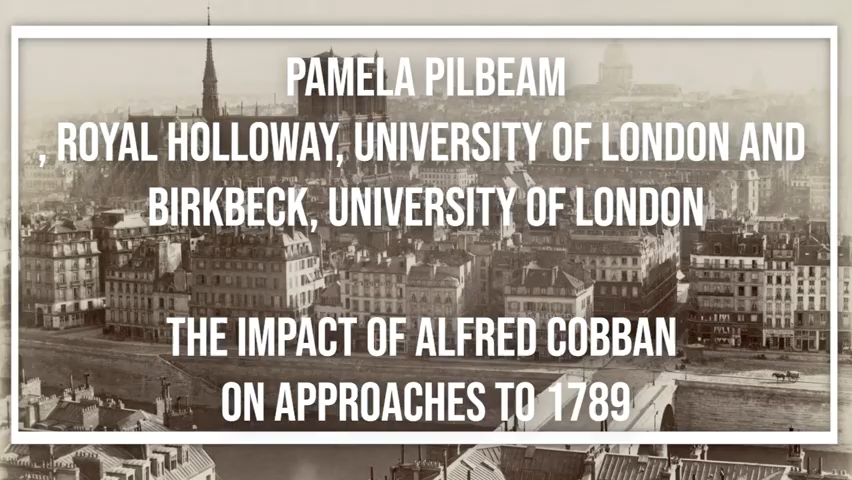 PAMELA PILBEAM
, ROYAL HOLLOWAY, UNIVERSITY OF LONDON AND
BIRKBECK, UNIVERSITY OF LONDON
THE IMPACT OF ALFRED COBBAN
ON APPROACHES TO 1789